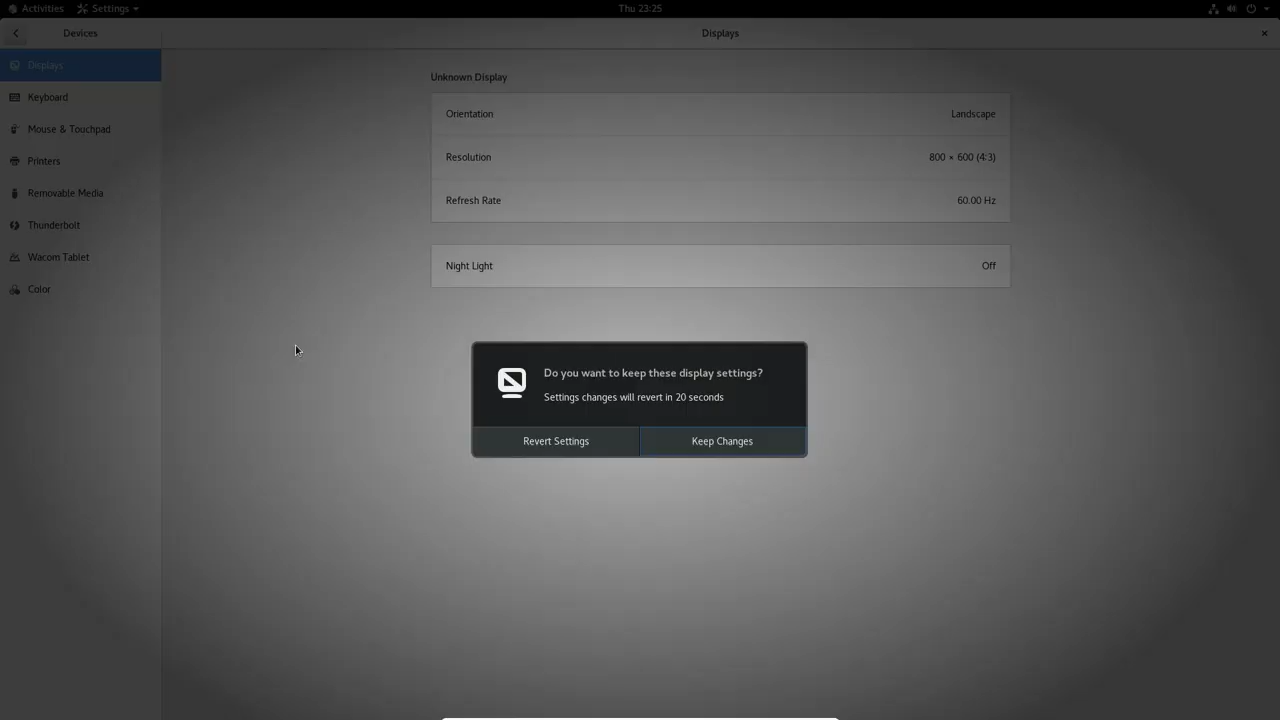 Activities
Settings
Thu 23:25
Devices
Displays
Displays
Keyboard
Mouse & Touchpad
Printers
Removable Media
Thunderbolt
Wacom Tablet
Color
Unknown Display
Orientation Landscape
Resolution 800 × 600 (4:3)
Refresh Rate 60.00 Hz
Night Light Off
Do you want to keep these display settings?
Settings changes will revert in 20 seconds
Revert Settings
Keep Changes